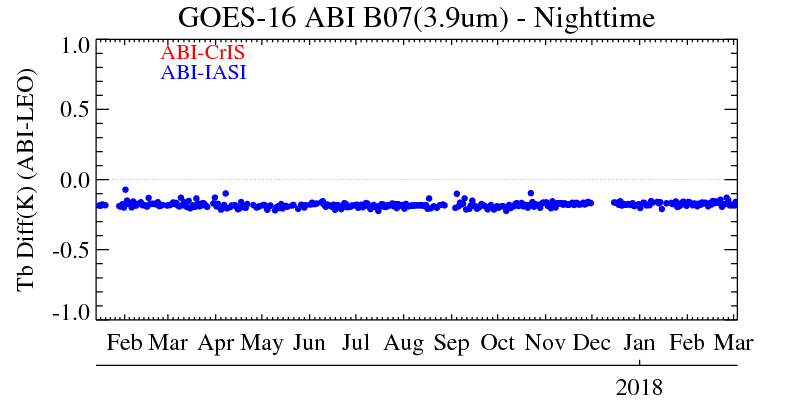 GOES-16 ABI B07(3.9um) - Nighttime
ABI-CrIS
ABI-IASI
Tb Diff(K) (ABI-LEO)
1.0
0.5
0.0
-0.5
-1.0
Feb Mar Apr May Jun Jul Aug Sep Oct Nov Dec Jan Feb Mar
2018